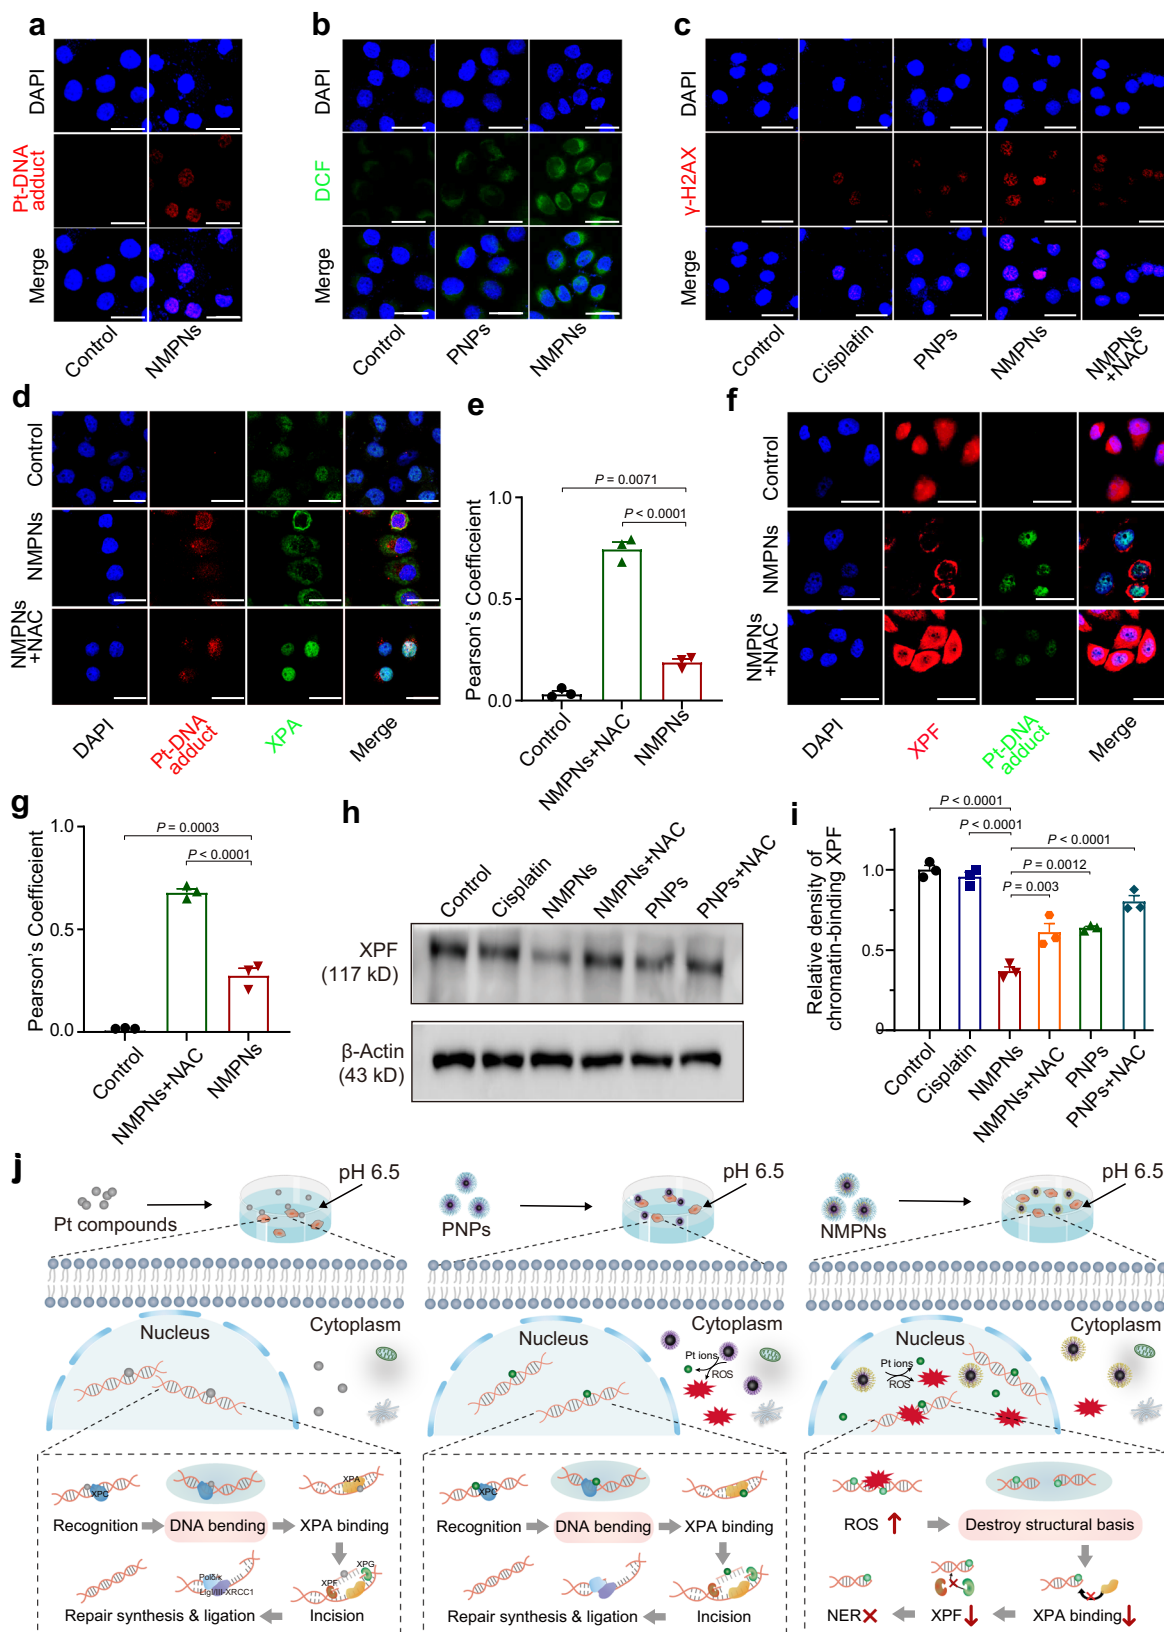 a
DAPI
Pt-DNA
adduct
Merge
Control
NMPNs
b
DAPI
DCF
Merge
Control
PNPs
NMPNs
c
DAPI
γ-H2AX
Merge
Control
Cisplatin
PNPs
NMPNs
NMPNs
+NAC
d
Control
NMPNs
NMPNs
+NAC
DAPI
Pt-DNA
adduct
XPA
Merge
e
Pearson's Coefficeient
1.0
0.5
0.0
P = 0.0071
P < 0.0001
Control
NMPNs+NAC
NMPNs
f
Control
NMPNs
NMPNs
+NAC
DAPI
XPF
Pt-DNA
adduct
Merge
g
Pearson's Coefficeient
1.0
0.5
0.0
P = 0.0003
P < 0.0001
Control
NMPNs+NAC
NMPNs
h
Control
Cisplatin
NMPNs
NMPNs+NAC
PNPs
PNPs+NAC
XPF
(117 kD)
β-Actin
(43 kD)
i
Relative density of
chromatin-binding XPF
1.0
0.5
0
P < 0.0001
P < 0.0001
P < 0.0001
P = 0.0012
P = 0.003
Control
Cisplatin
NMPNs
NMPNs+NAC
PNPs
PNPs+NAC
j
Pt compounds
pH 6.5
Nucleus
Cytoplasm
XPC
XPA
Recognition
DNA bending
XPA binding
Polδ/κ
LIgI/III-XRCC1
XPF
XPG
Repair synthesis & ligation
Incision
PNPs
pH 6.5
Nucleus
Cytoplasm
Pt ions
ROS
XPC
Recognition
DNA bending
XPA binding
Repair synthesis & ligation
Incision
NMPNs
pH 6.5
Nucleus
Cytoplasm
Pt ions
ROS
ROS
Destroy structural basis
NER
XPF
XPA binding